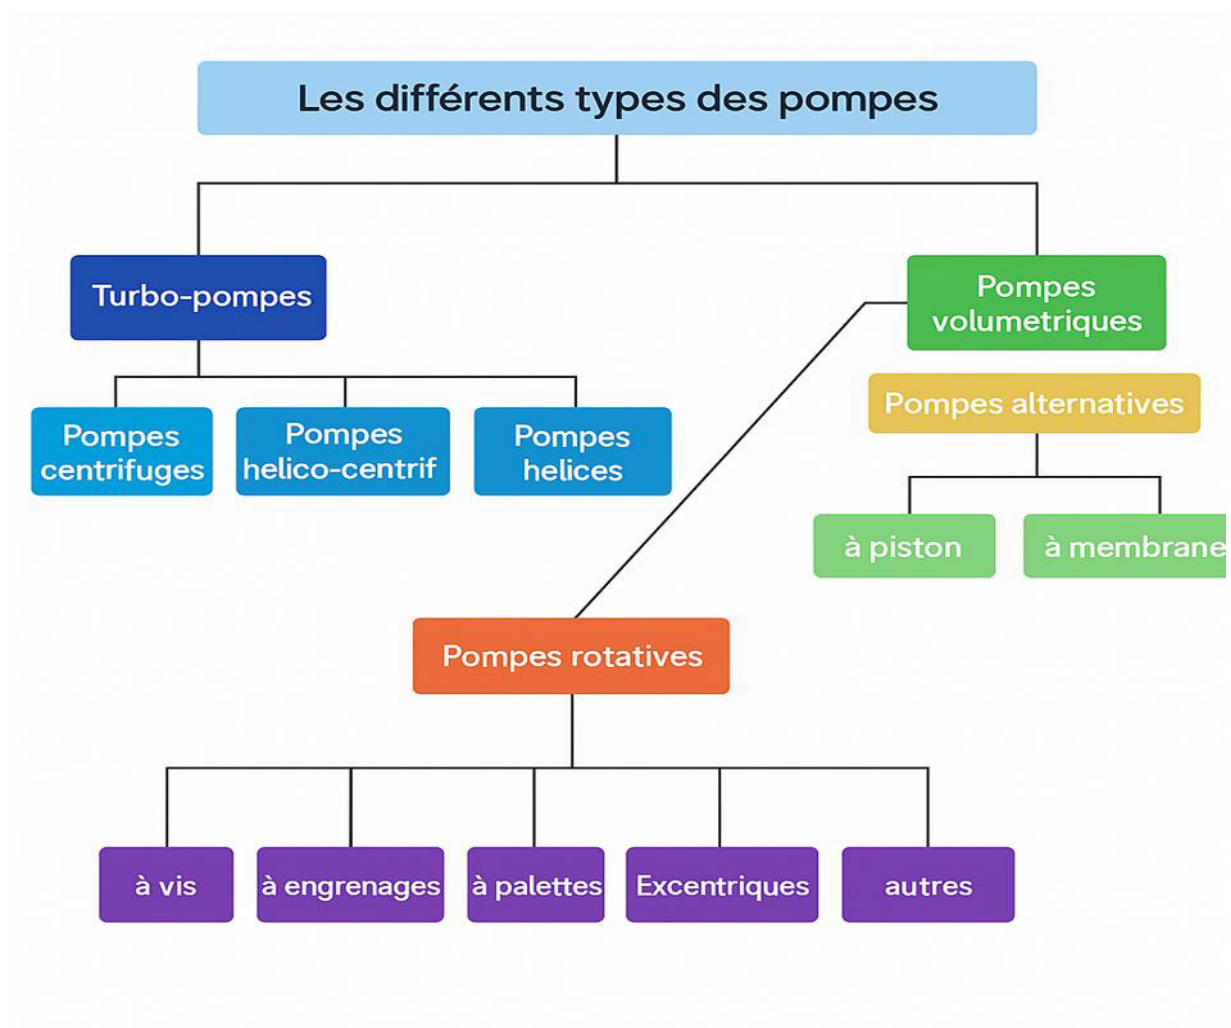 Les différents types des pompes
Turbo-pompes
Pompes
volumetriques
Pompes alternatives
Pompes
centrifuges
Pompes
helico-centrif
Pompes
helices
à piston
à membrane
Pompes rotatives
à vis
à engrenages
à palettes
Excentriques
autres